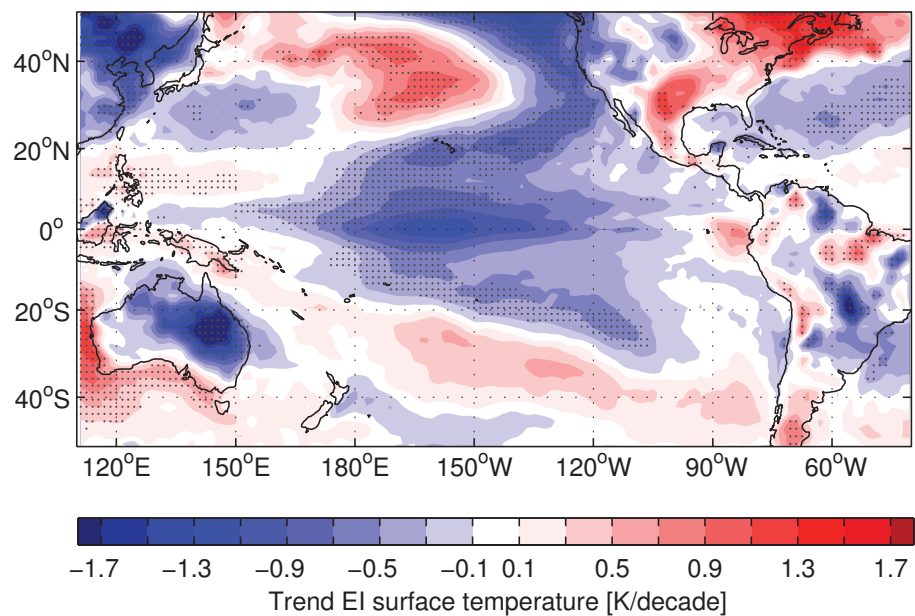 40°N
20°N
0°
20°S
40°S
120°E 150°E 180°E 150°W 120°W 90°W 60°W
−1.7 −1.3 −0.9 −0.5 −0.1 0.1 0.5 0.9 1.3 1.7
Trend EI surface temperature [K/decade]